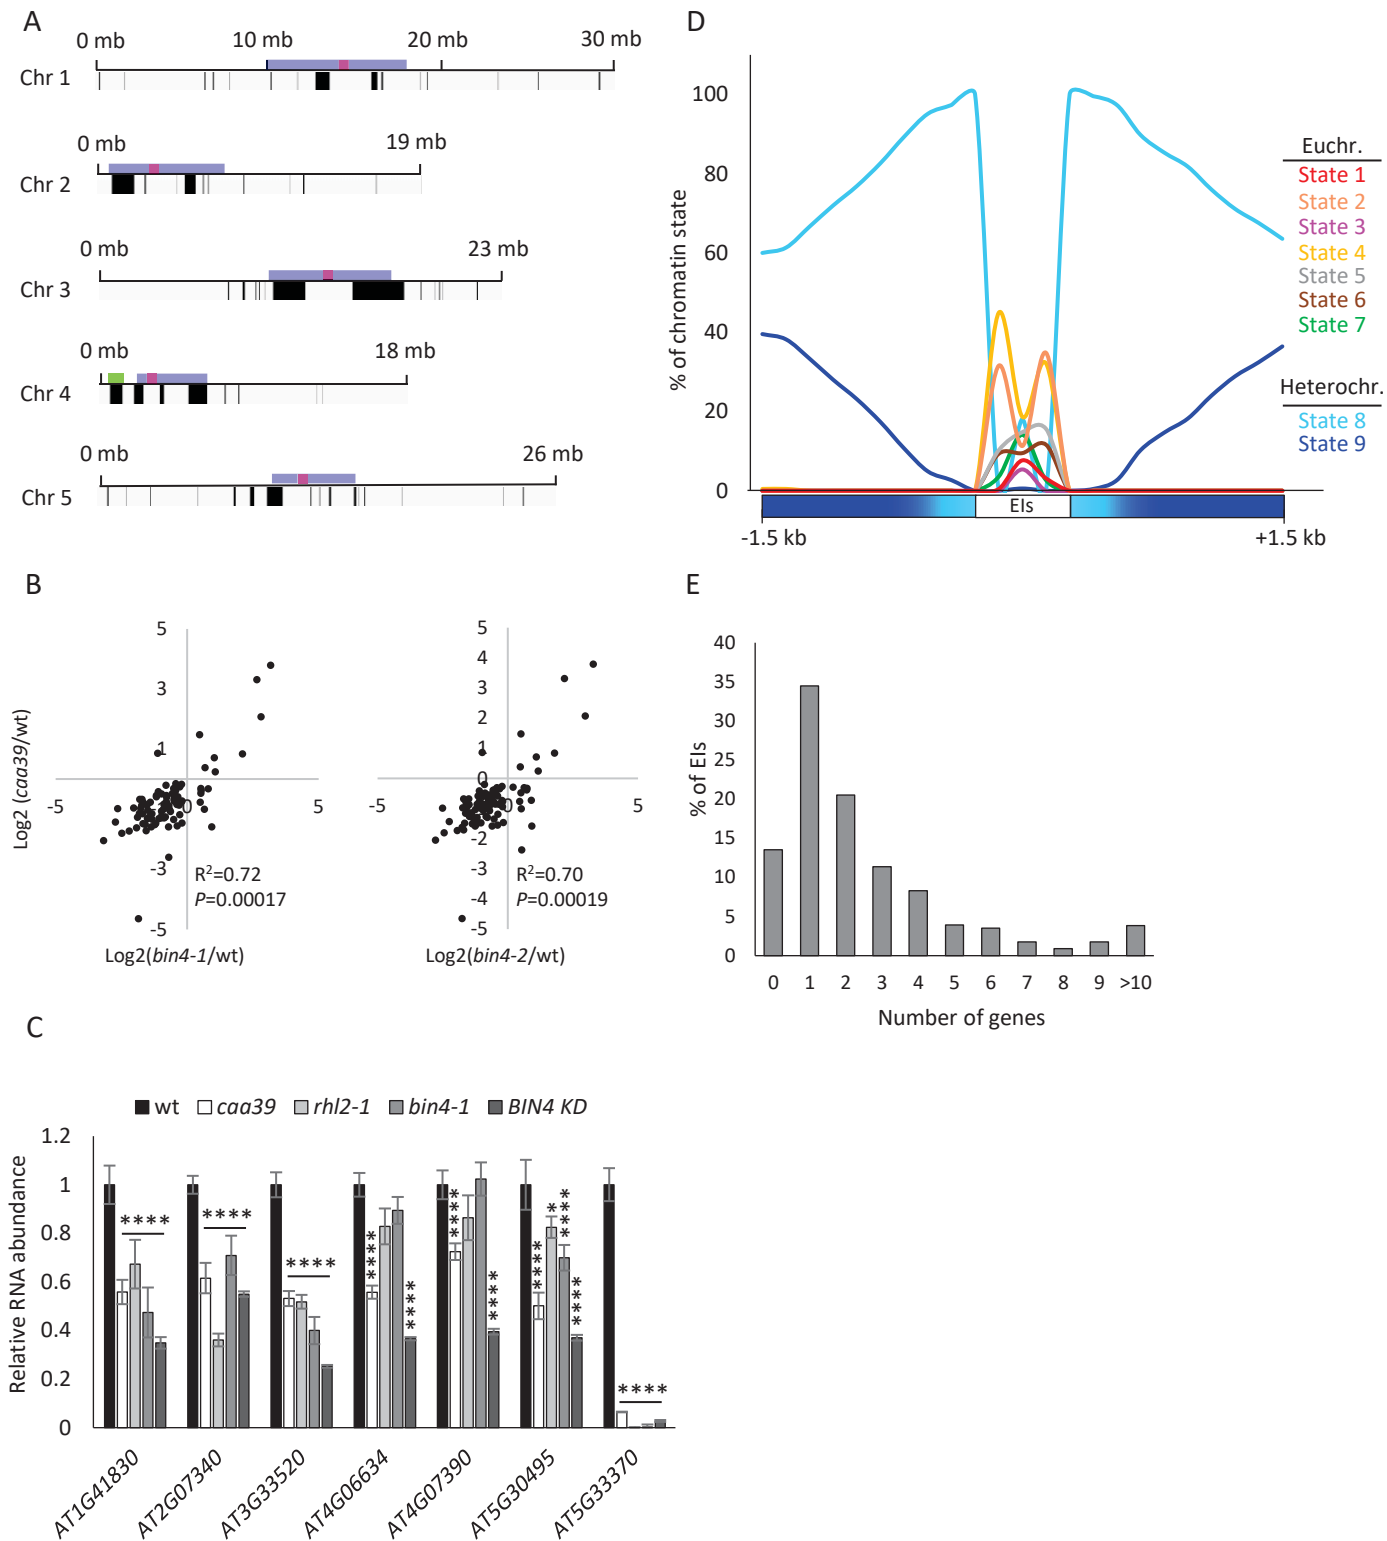 A
0 mb 10 mb 20 mb 30 mb
Chr 1
0 mb 19 mb
Chr 2
0 mb 23 mb
Chr 3
0 mb 18 mb
Chr 4
0 mb 26 mb
Chr 5
B
Log2 (caa39/wt)
5
3
1
-5 0 5
-3
-5
R²=0.72
P=0.00017
Log2(bin4-1/wt)
5
4
3
2
1
0
-5 0 5
-2
-3
-4
-5
R²=0.70
P=0.00019
Log2(bin4-2/wt)
C
wt caa39 rhl2-1 bin4-1 BIN4 KD
Relative RNA abundance
1.2
1
0.8
0.6
0.4
0.2
0
**** **** **** **** **** **** **** **** * **** **** ****
AT1G41830 AT2G07340 AT3G33520 AT4G06634 AT4G07390 AT5G30495 AT5G33370
D
% of chromatin state
100
80
60
40
20
0
EIs
-1.5 kb +1.5 kb
Euchr.
State 1
State 2
State 3
State 4
State 5
State 6
State 7
Heterochr.
State 8
State 9
E
% of EIs
40
35
30
25
20
15
10
5
0
0 1 2 3 4 5 6 7 8 9 >10
Number of genes